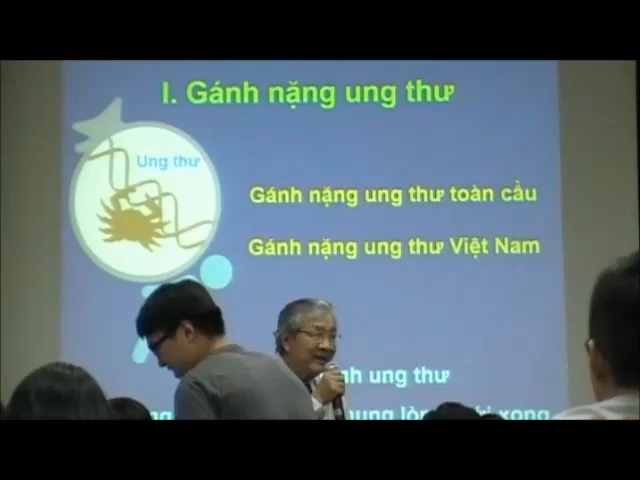 I. Gánh nặng ung thư
Ung thư
Gánh nặng ung thư toàn cầu
Gánh nặng ung thư Việt Nam
ung thư
xong